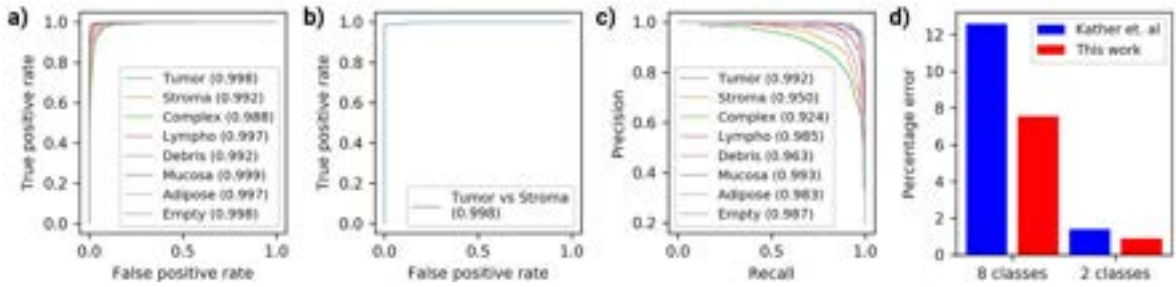 a)
1.0
0.8
0.6
0.4
0.2
0.0
True positive rate
Tumor (0.998)
Stroma (0.992)
Complex (0.988)
Lympho (0.997)
Debris (0.992)
Mucosa (0.999)
Adipose (0.997)
Empty (0.998)
0.0 0.5 1.0
False positive rate
b)
1.0
0.8
0.6
0.4
0.2
0.0
True positive rate
Tumor vs Stroma
(0.998)
0.0 0.5 1.0
False positive rate
c)
1.0
0.8
0.6
0.4
0.2
Precision
Tumor (0.992)
Stroma (0.950)
Complex (0.924)
Lympho (0.985)
Debris (0.963)
Mucosa (0.993)
Adipose (0.983)
Empty (0.987)
0.0 0.5 1.0
Recall
d)
12
10
8
6
4
2
0
Percentage error
Kather et. al
This work
8 classes 2 classes